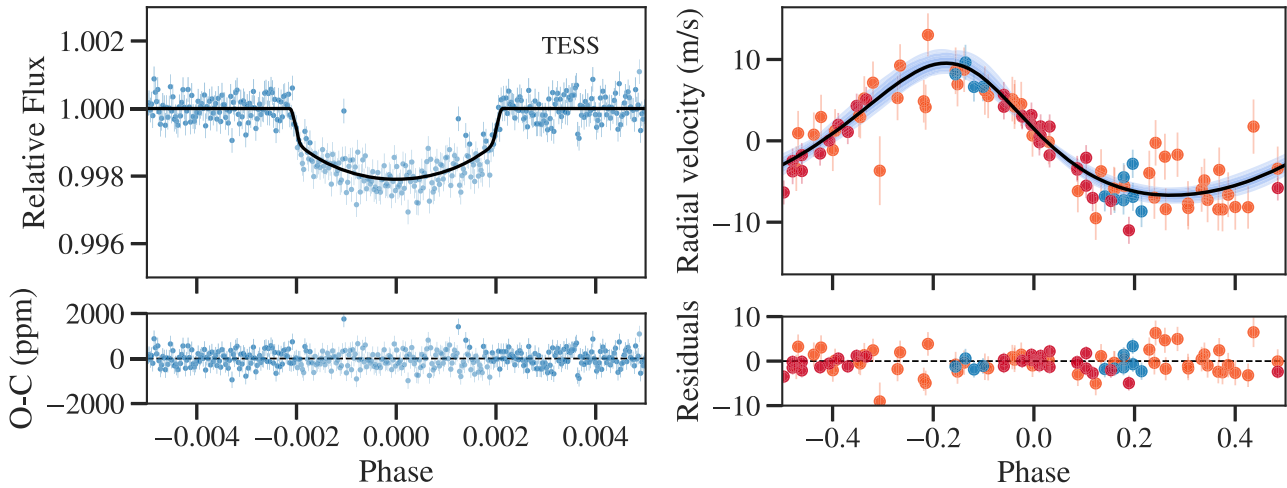 1.002
1.000
0.998
0.996
Relative Flux
TESS
2000
0
−2000
O-C (ppm)
−0.004 −0.002 0.000 0.002 0.004
Phase
10
0
−10
Radial velocity (m/s)
10
0
−10
Residuals
−0.4 −0.2 0.0 0.2 0.4
Phase